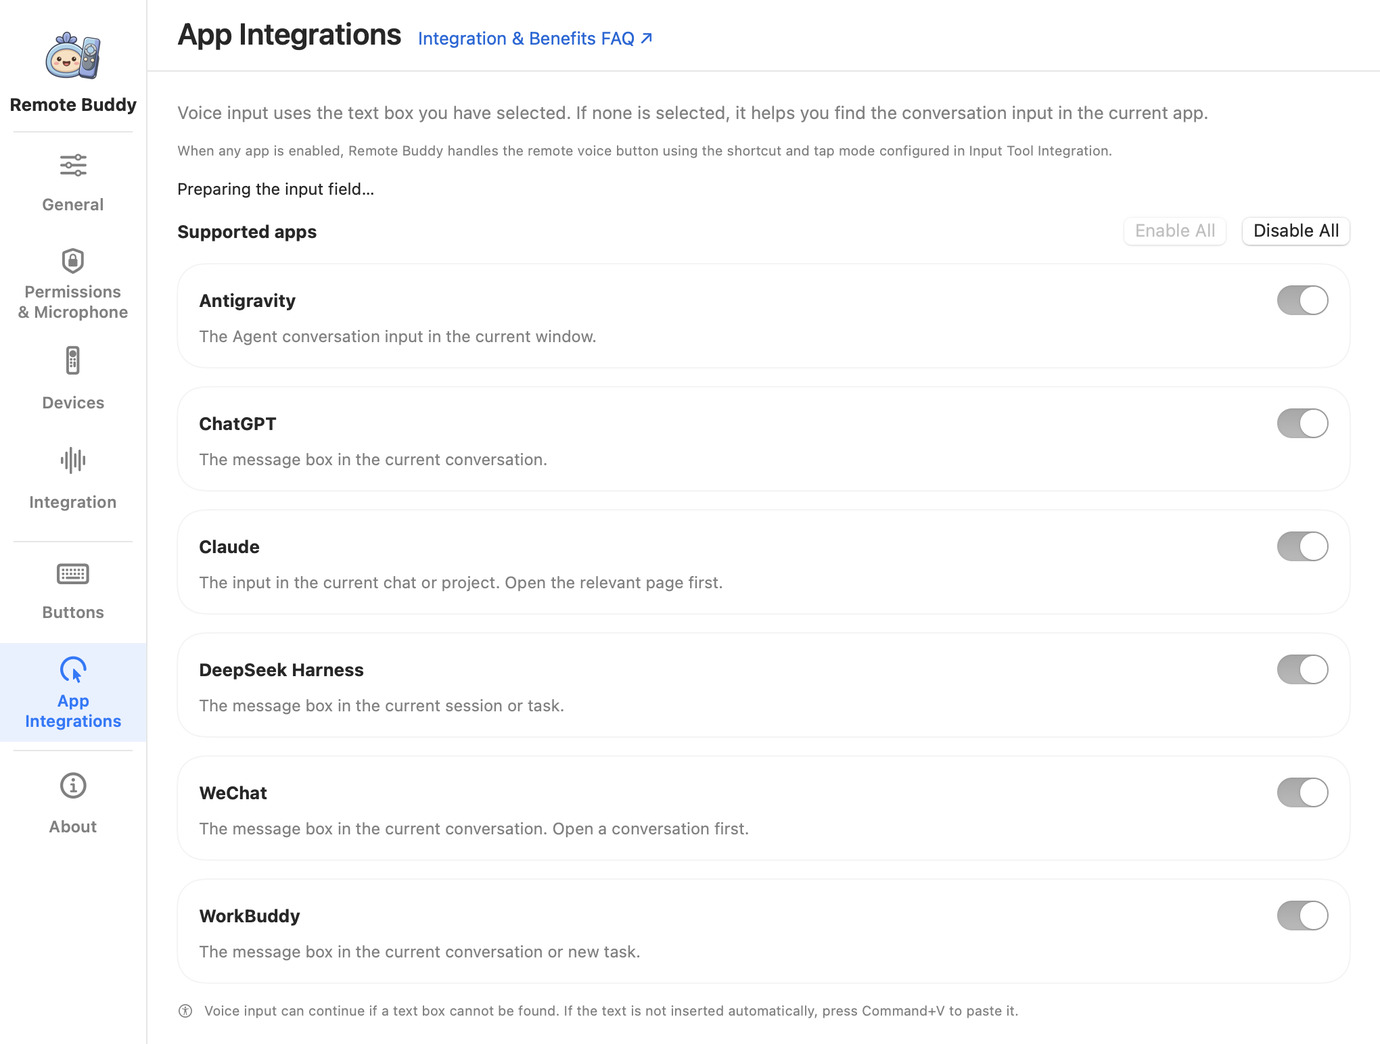 Remote Buddy
General
Permissions
& Microphone
Devices
Integration
Buttons
App
Integrations
About
App Integrations
Integration & Benefits FAQ ↗
Voice input uses the text box you have selected. If none is selected, it helps you find the conversation input in the current app.
When any app is enabled, Remote Buddy handles the remote voice button using the shortcut and tap mode configured in Input Tool Integration.
Preparing the input field...
Supported apps
Enable All
Disable All
Antigravity
The Agent conversation input in the current window.
ChatGPT
The message box in the current conversation.
Claude
The input in the current chat or project. Open the relevant page first.
DeepSeek Harness
The message box in the current session or task.
WeChat
The message box in the current conversation. Open a conversation first.
WorkBuddy
The message box in the current conversation or new task.
Voice input can continue if a text box cannot be found. If the text is not inserted automatically, press Command+V to paste it.